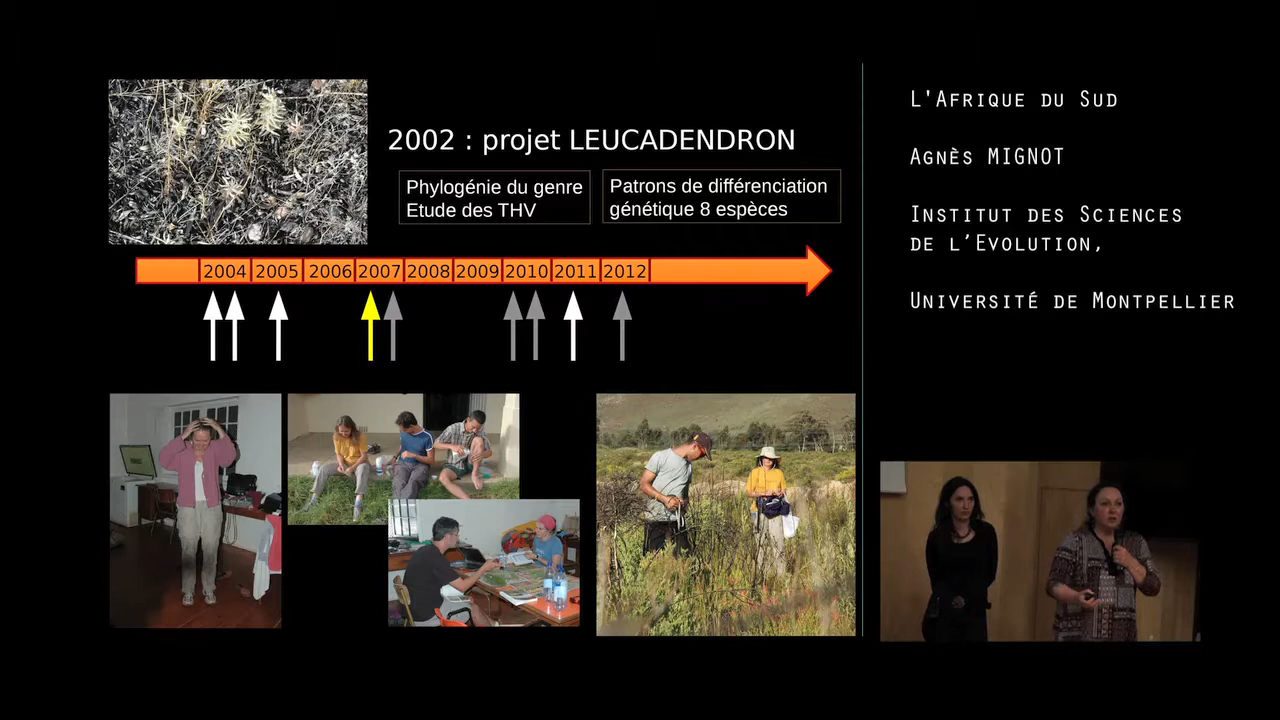 2002 : projet LEUCADENDRON
Phylogénie du genre
Etude des THV
Patrons de différenciation
génétique 8 espèces
2004 2005 2006 2007 2008 2009 2010 2011 2012
L'Afrique du Sud
Agnès MIGNOT
Institut des Sciences
de l’Evolution,
Université de Montpellier